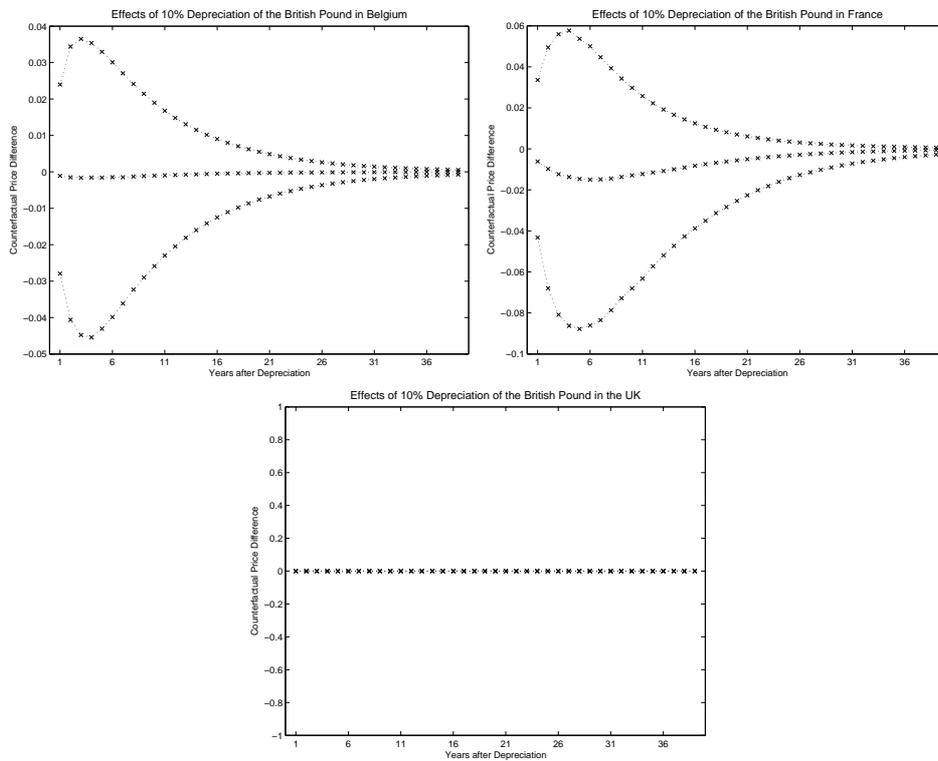 Effects of 10% Depreciation of the British Pound in Belgium
0.04
0.03
0.02
0.01
0
−0.01
−0.02
−0.03
−0.04
−0.05
Counterfactual Price Difference
1 6 11 16 21 26 31 36
Years after Depreciation
Effects of 10% Depreciation of the British Pound in France
0.06
0.04
0.02
0
−0.02
−0.04
−0.06
−0.08
−0.1
Counterfactual Price Difference
1 6 11 16 21 26 31 36
Years after Depreciation
Effects of 10% Depreciation of the British Pound in the UK
1
0.8
0.6
0.4
0.2
0
−0.2
−0.4
−0.6
−0.8
−1
Counterfactual Price Difference
1 6 11 16 21 26 31 36
Years after Depreciation